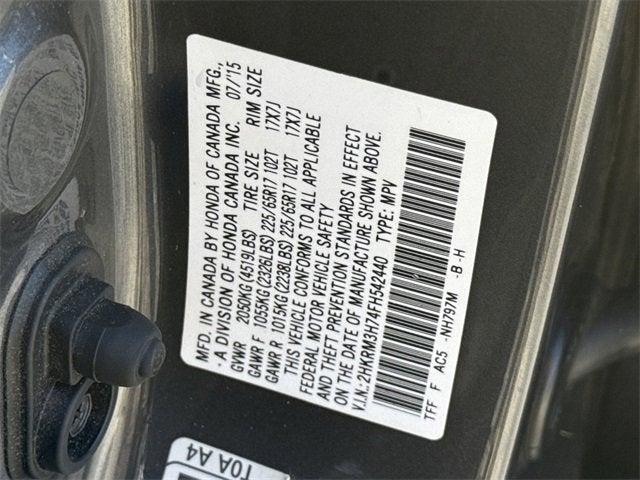 MFD. IN CANADA BY HONDA OF CANADA MFG.,
- A DIVISION OF HONDA CANADA INC. 07/15
GVWR 2050KG (4519LBS) TIRE SIZE RIM SIZE
GAWR F 1055KG (2326LBS) 225/65R17 102T 17X7J
GAWR R 1015KG (2238LBS) 225/65R17 102T 17X7J
THIS VEHICLE CONFORMS TO ALL APPLICABLE
FEDERAL MOTOR VEHICLE SAFETY
AND THEFT PREVENTION STANDARDS IN EFFECT
ON THE DATE OF MANUFACTURE SHOWN ABOVE.
V.I.N.: 2HKRM3H74FH542440 TYPE: MPV
TFF F AC5 - NH797M -B -H
T0A A4